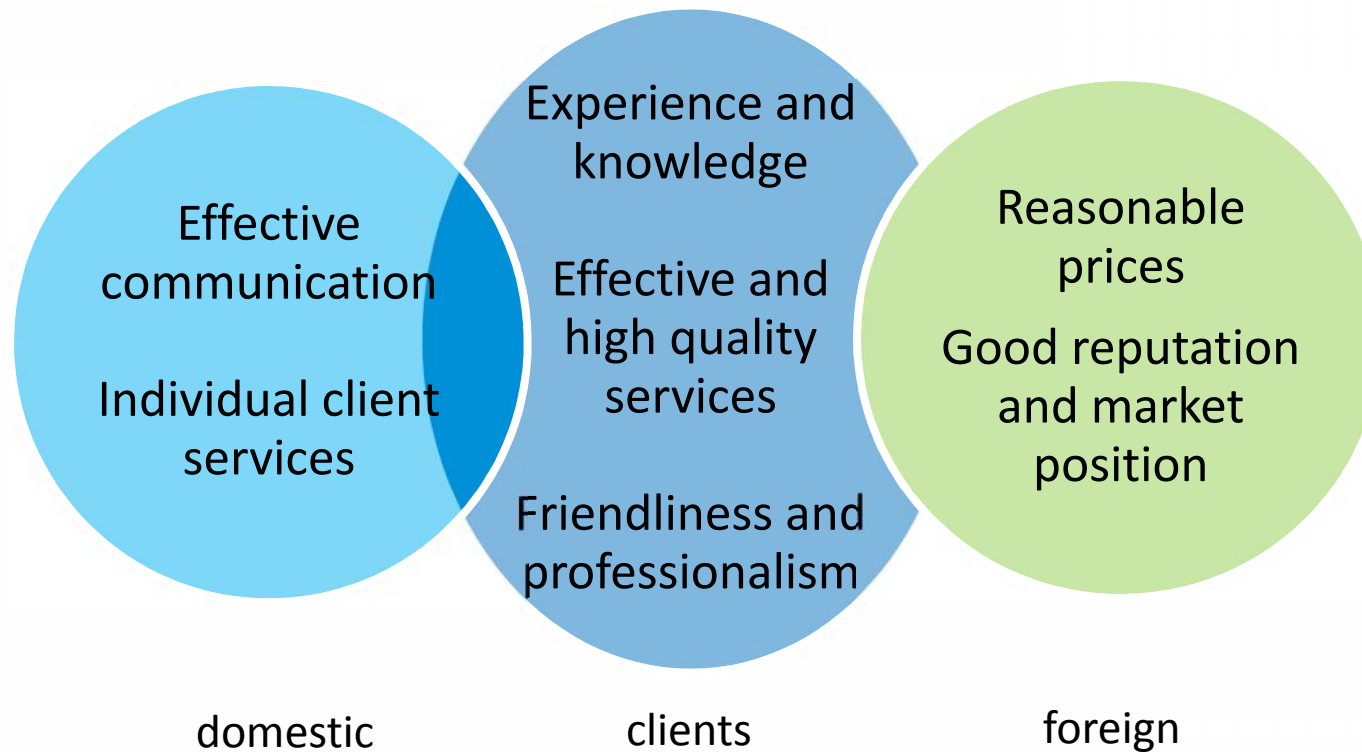 Effective
communication
Individual client
services
Experience and
knowledge
Effective and
high quality
services
Friendliness and
professionalism
Reasonable
prices
Good reputation
and market
position
domestic
clients
foreign